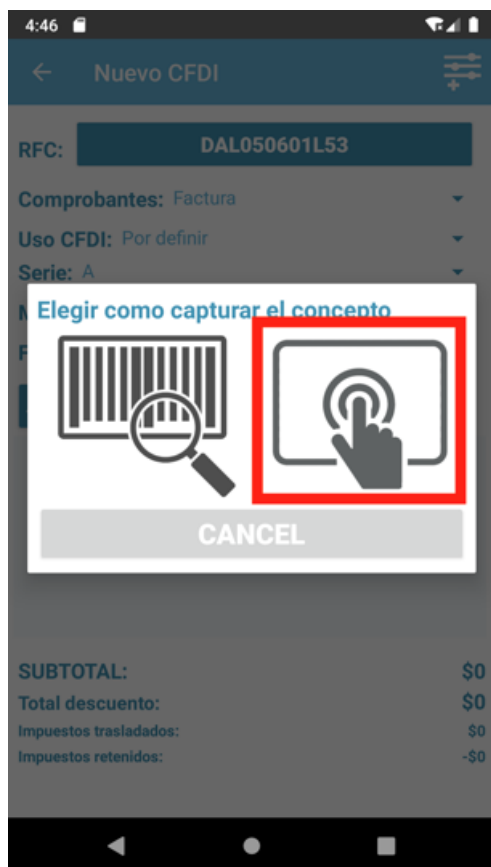 4:46
Nuevo CFDI
RFC: DAL050601L53
Comprobantes: Factura
Uso CFDI: Por definir
Serie: A
Elegir como capturar el concepto
CANCEL
SUBTOTAL: $0
Total descuento: $0
Impuestos trasladados: $0
Impuestos retenidos: -$0